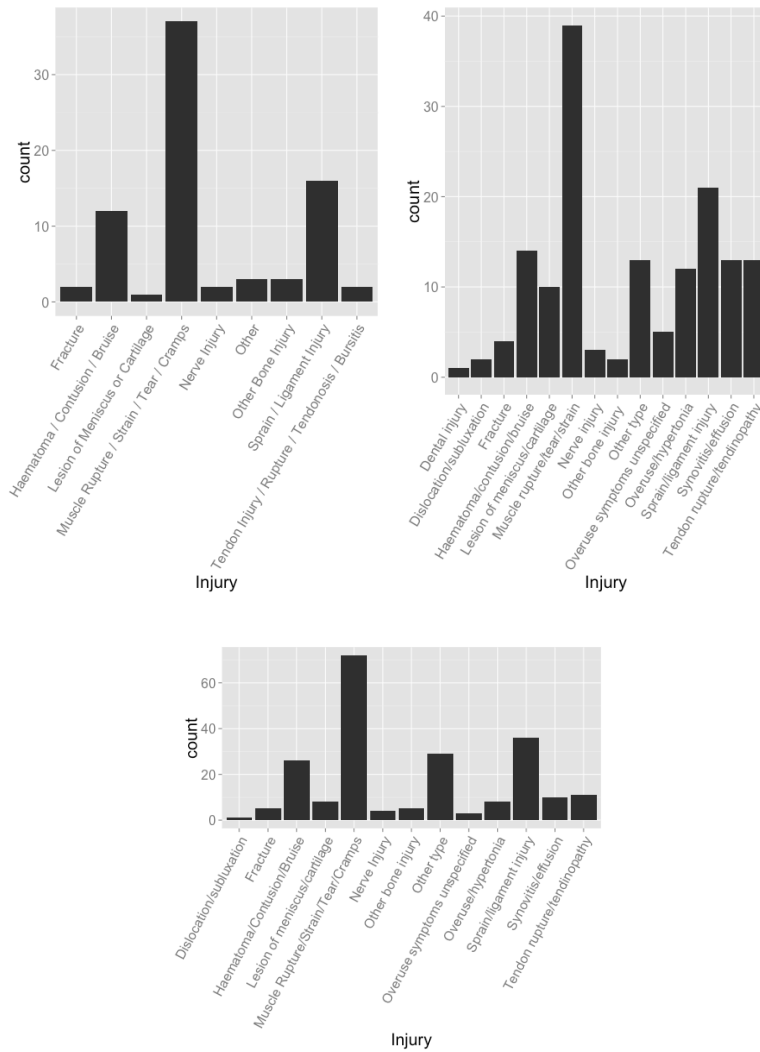 count
30
20
10
0
Fracture
Haematoma / Contusion / Bruise
Lesion of Meniscus or Cartilage
Muscle Rupture / Strain / Tear / Cramps
Nerve Injury
Other
Other Bone Injury
Sprain / Ligament Injury
Tendon Injury / Rupture / Tendonosis / Bursitis
Injury
count
40
30
20
10
0
Dental injury
Dislocation/subluxation
Fracture
Haematoma/contusion/bruise
Lesion of meniscus/cartilage
Muscle rupture/tear/strain
Nerve injury
Other bone injury
Other type
Overuse symptoms unspecified
Overuse/hypertonia
Sprain/ligament injury
Synovitis/effusion
Tendon rupture/tendinopathy
Injury
count
60
40
20
0
Dislocation/subluxation
Fracture
Haematoma/Contusion/Bruise
Lesion of meniscus/cartilage
Muscle Rupture/Strain/Tear/Cramps
Nerve Injury
Other bone injury
Other type
Overuse symptoms unspecified
Overuse/hypertonia
Sprain/ligament injury
Synovitis/effusion
Tendon rupture/tendinopathy
Injury